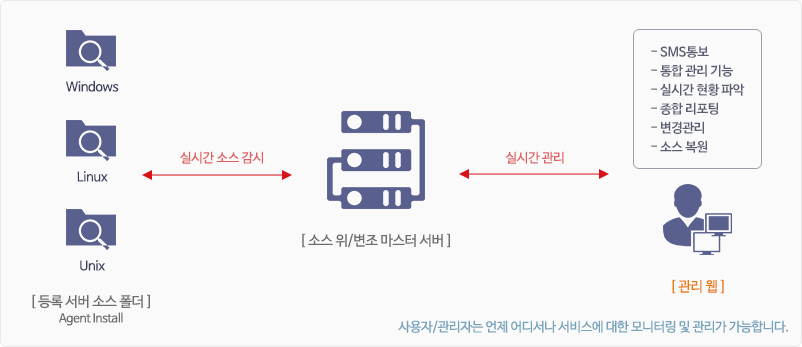 Windows
Linux
Unix
[ 등록 서버 소스 폴더 ]
Agent Install
실시간 소스 감시
[ 소스 위/변조 마스터 서버 ]
실시간 관리
- SMS통보
- 통합 관리 기능
- 실시간 현황 파악
- 종합 리포팅
- 변경관리
- 소스 복원
[ 관리 웹 ]
사용자/관리자는 언제 어디서나 서비스에 대한 모니터링 및 관리가 가능합니다.